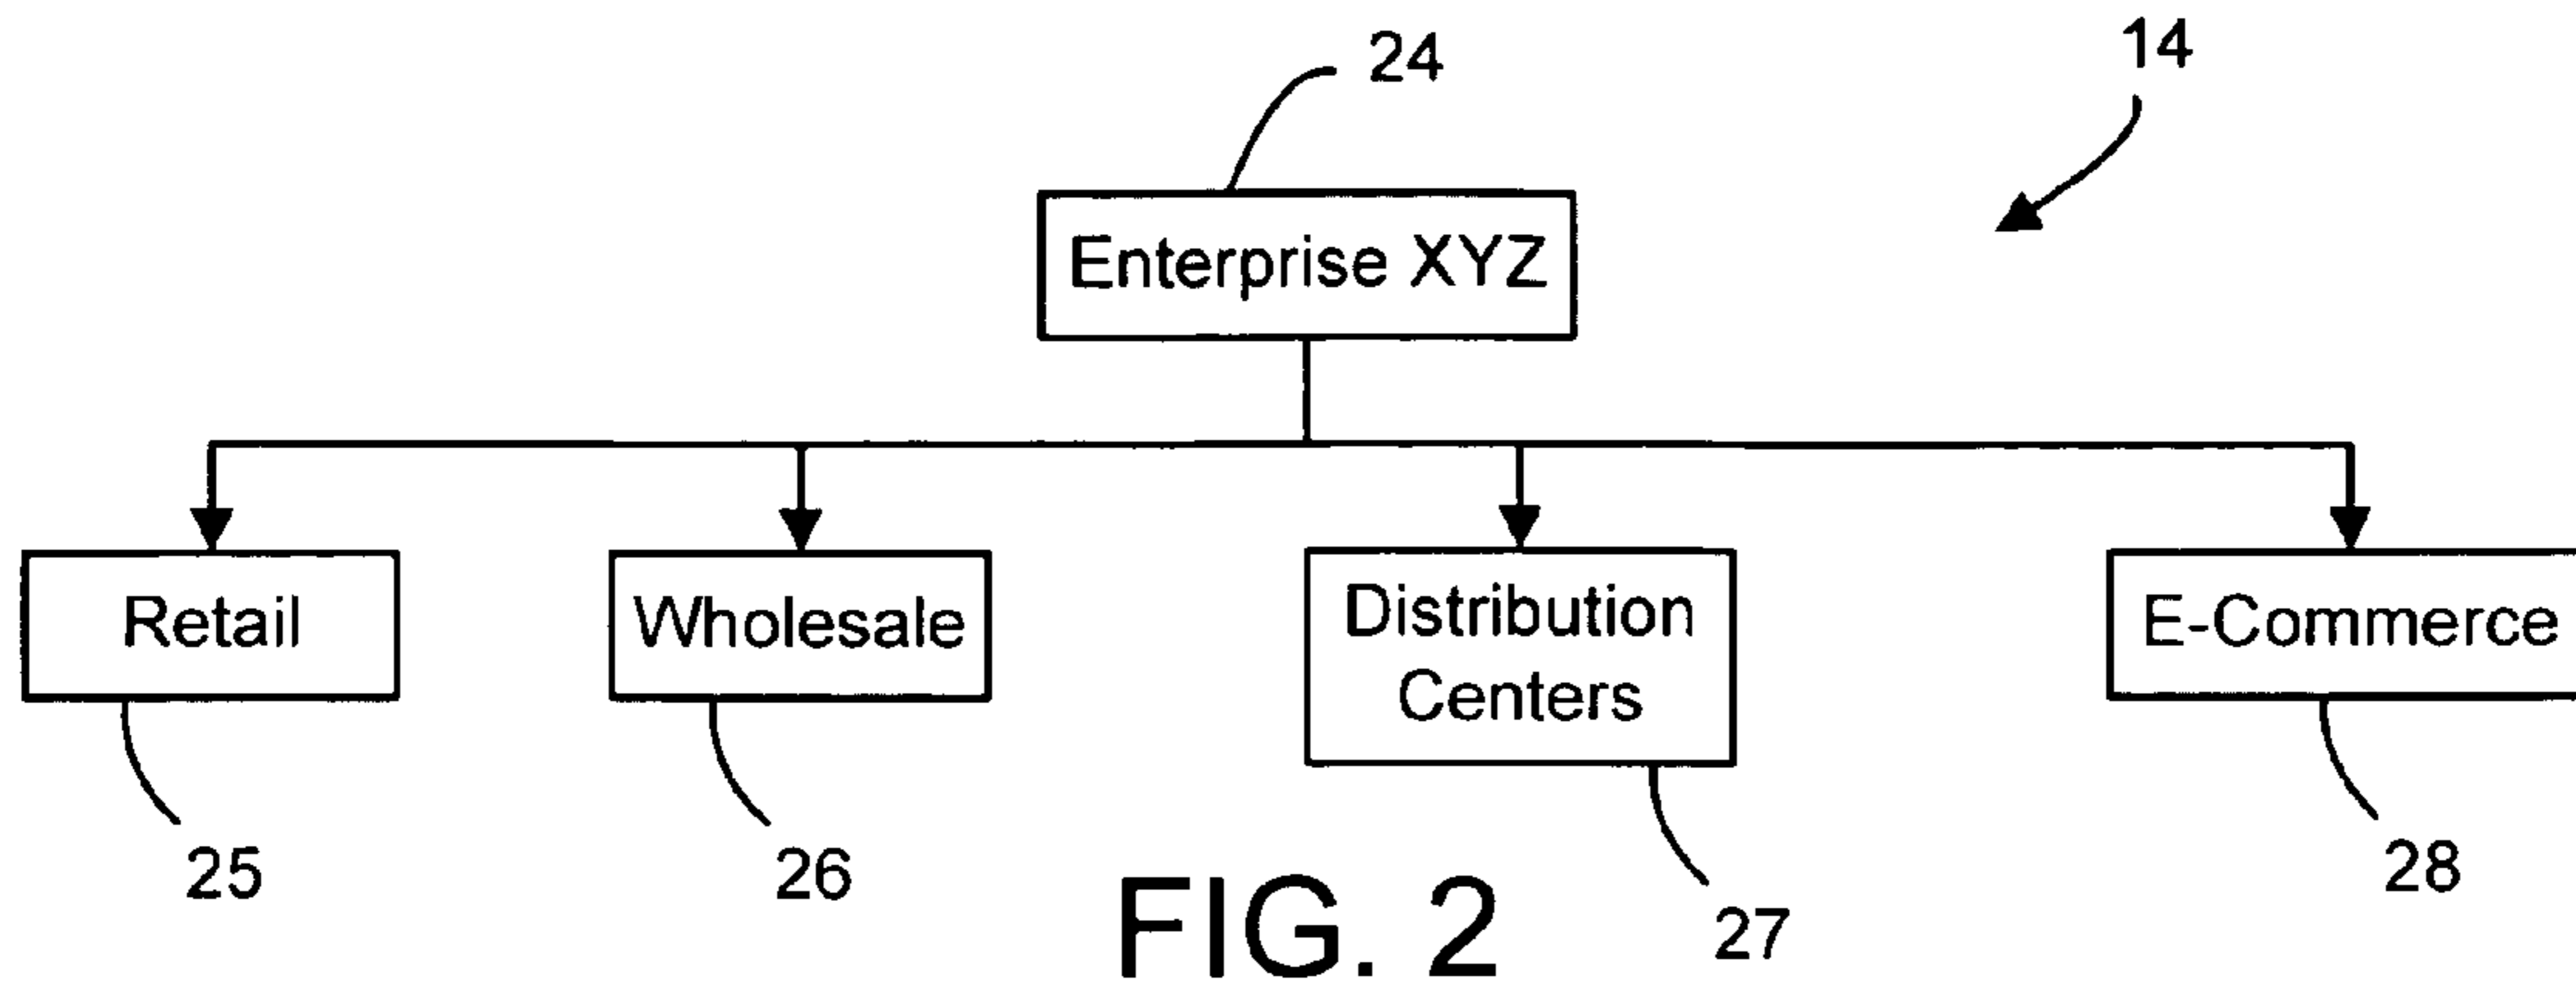 24
14
Enterprise XYZ
Retail
Wholesale
Distribution
Centers
E-Commerce
25
26
27
28
FIG. 2